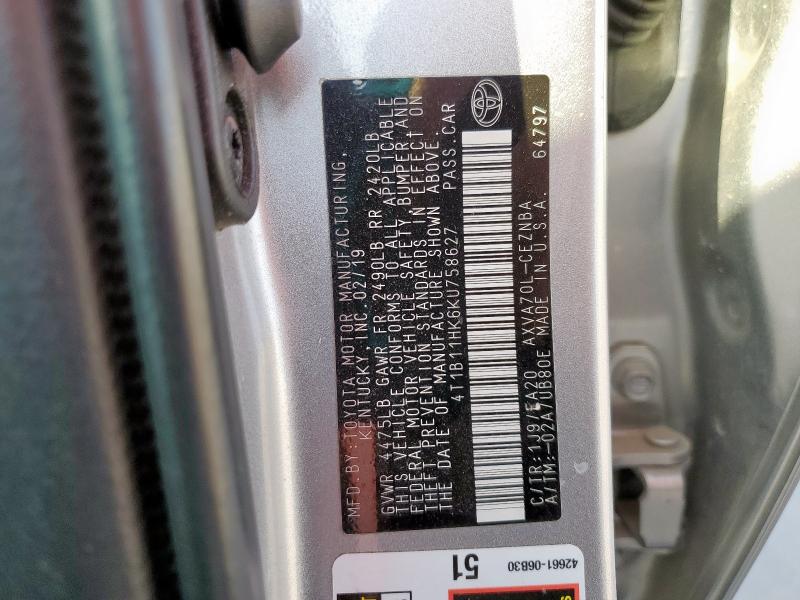 MFD.BY:TOYOTA MOTOR MANUFACTURING,
KENTUCKY, INC 02/19
GVWR 4475LB GAWR FR 2490LB RR 2420LB
THIS VEHICLE CONFORMS TO ALL APPLICABLE
FEDERAL MOTOR VEHICLE SAFETY, BUMPER AND
THEFT PREVENTION STANDARDS IN EFFECT ON
THE DATE OF MANUFACTURE SHOWN ABOVE.
4T1B11HK6KU758627 PASS.CAR
C/TR:1J9/EA20 AXVA70L-CEZNBA
A/TM:-02A/UB80E MADE IN U.S.A. 64797
51
42661-06B30